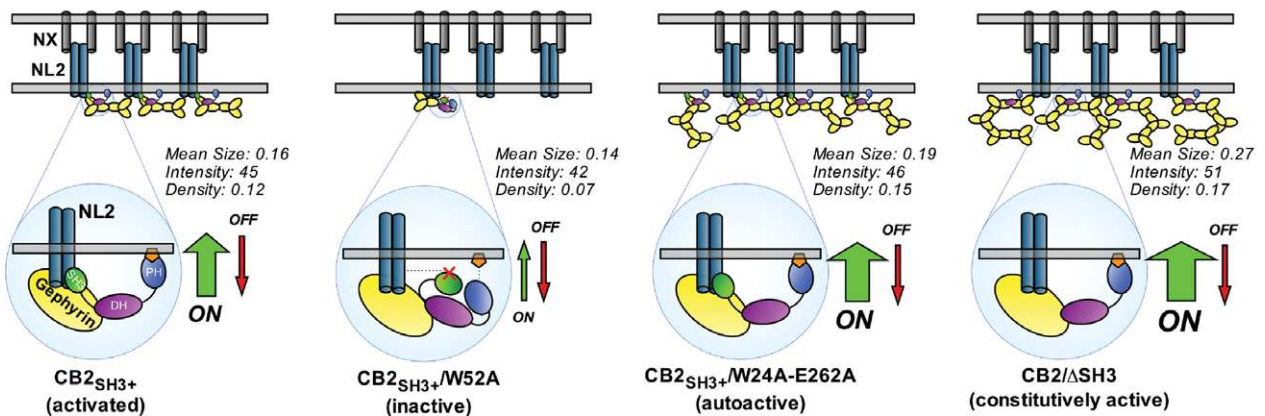 NX
NL2
Mean Size: 0.16
Intensity: 45
Density: 0.12
NL2
SH3
PH
Gephyrin
DH
OFF
ON
CB2SH3+
(activated)
Mean Size: 0.14
Intensity: 42
Density: 0.07
OFF
ON
CB2SH3+/W52A
(inactive)
Mean Size: 0.19
Intensity: 46
Density: 0.15
OFF
ON
CB2SH3+/W24A-E262A
(autoactive)
Mean Size: 0.27
Intensity: 51
Density: 0.17
OFF
ON
CB2/ΔSH3
(constitutively active)